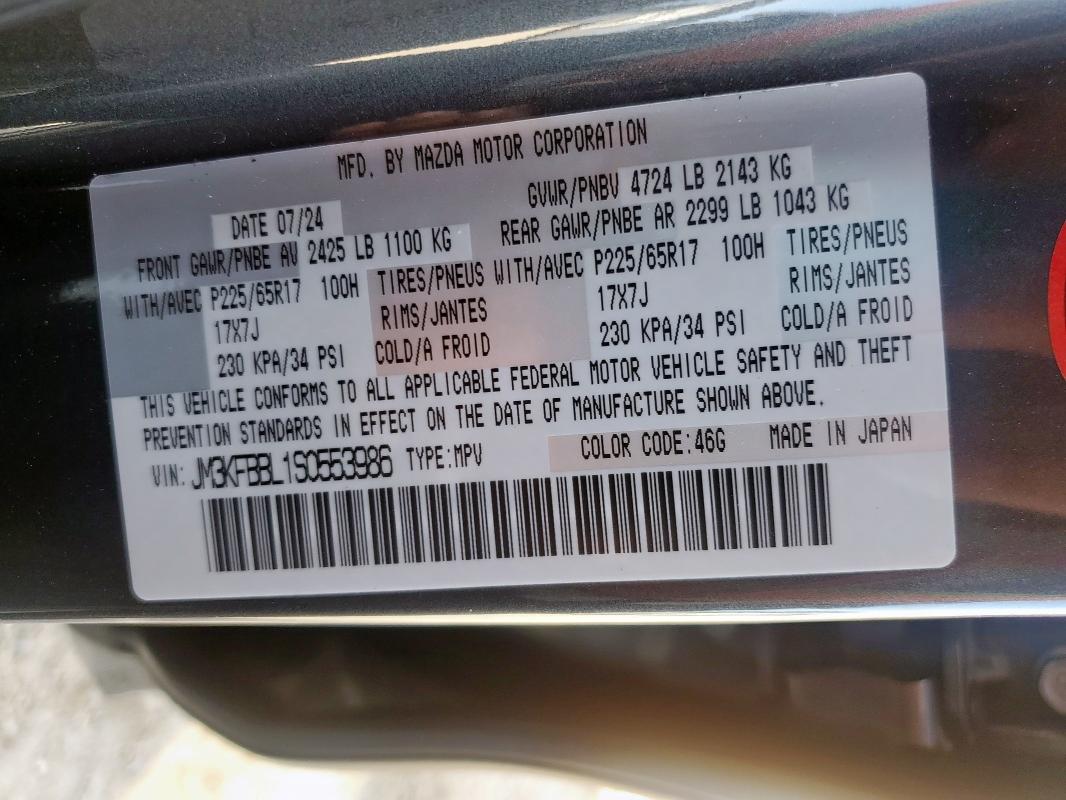 MFD. BY MAZDA MOTOR CORPORATION
DATE 07/24 GVWR/PNBV 4724 LB 2143 KG
FRONT GAWR/PNBE AV 2425 LB 1100 KG REAR GAWR/PNBE AR 2299 LB 1043 KG
WITH/AVEC P225/65R17 100H TIRES/PNEUS WITH/AVEC P225/65R17 100H TIRES/PNEUS
17X7J RIMS/JANTES 17X7J RIMS/JANTES
230 KPA/34 PSI COLD/A FROID 230 KPA/34 PSI COLD/A FROID
THIS VEHICLE CONFORMS TO ALL APPLICABLE FEDERAL MOTOR VEHICLE SAFETY AND THEFT
PREVENTION STANDARDS IN EFFECT ON THE DATE OF MANUFACTURE SHOWN ABOVE.
VIN: JM3KFBBL1S0553986 TYPE:MPV COLOR CODE:46G MADE IN JAPAN